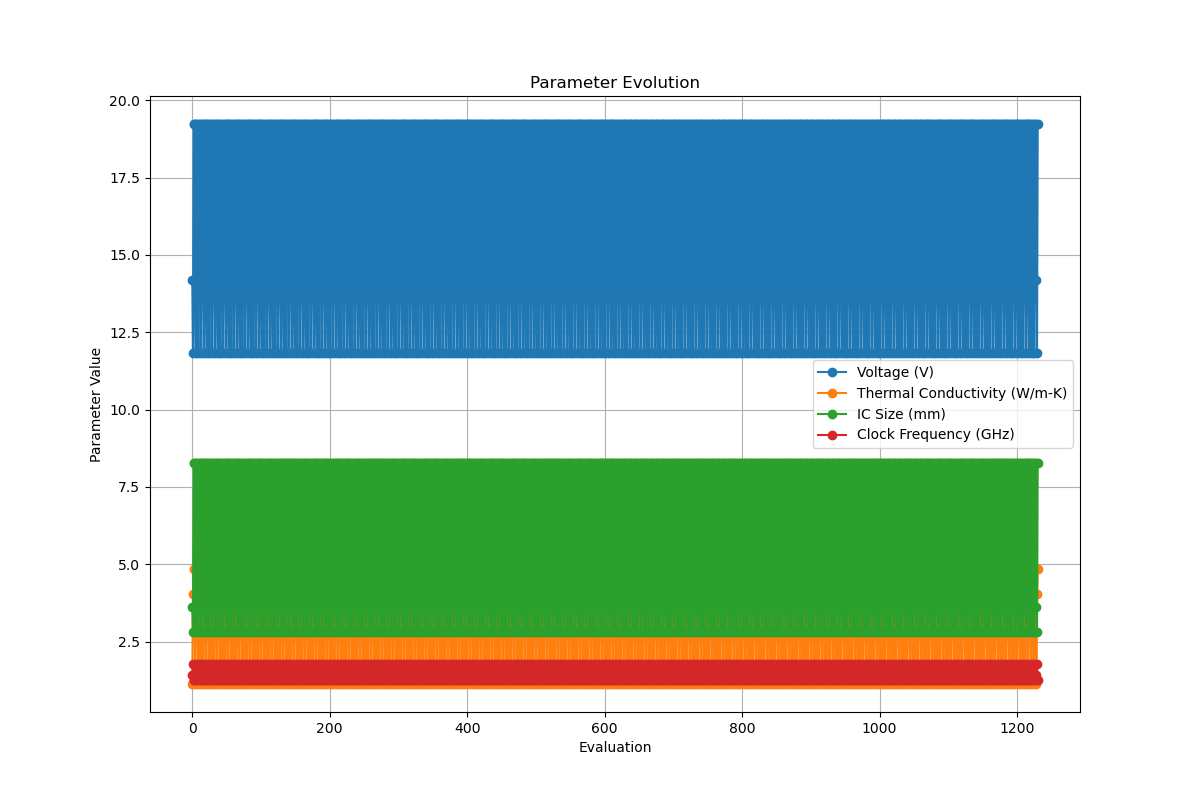 Parameter Evolution
20.0
17.5
15.0
12.5
10.0
7.5
5.0
2.5
Parameter Value
Voltage (V)
Thermal Conductivity (W/m-K)
IC Size (mm)
Clock Frequency (GHz)
0
200
400
600
800
1000
1200
Evaluation